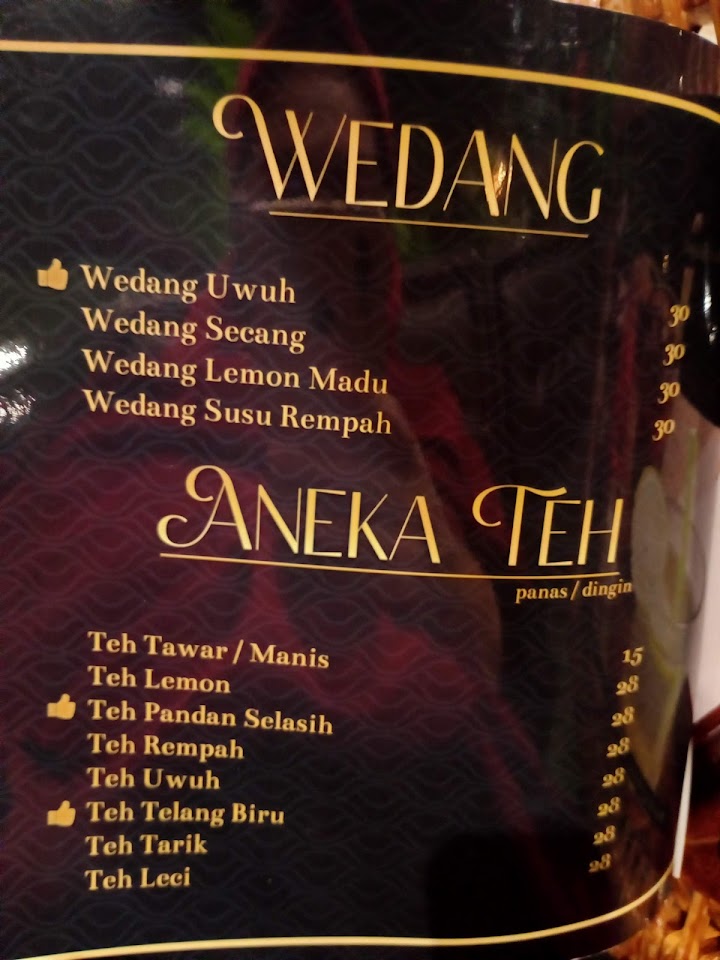 WEDANG
Wedang Uwuh 30
Wedang Secang 30
Wedang Lemon Madu 30
Wedang Susu Rempah 30
ANEKA TEH
panas / dingin
Teh Tawar / Manis 15
Teh Lemon 28
Teh Pandan Selasih 28
Teh Rempah 28
Teh Uwuh 28
Teh Telang Biru 28
Teh Tarik 28
Teh Leci 28